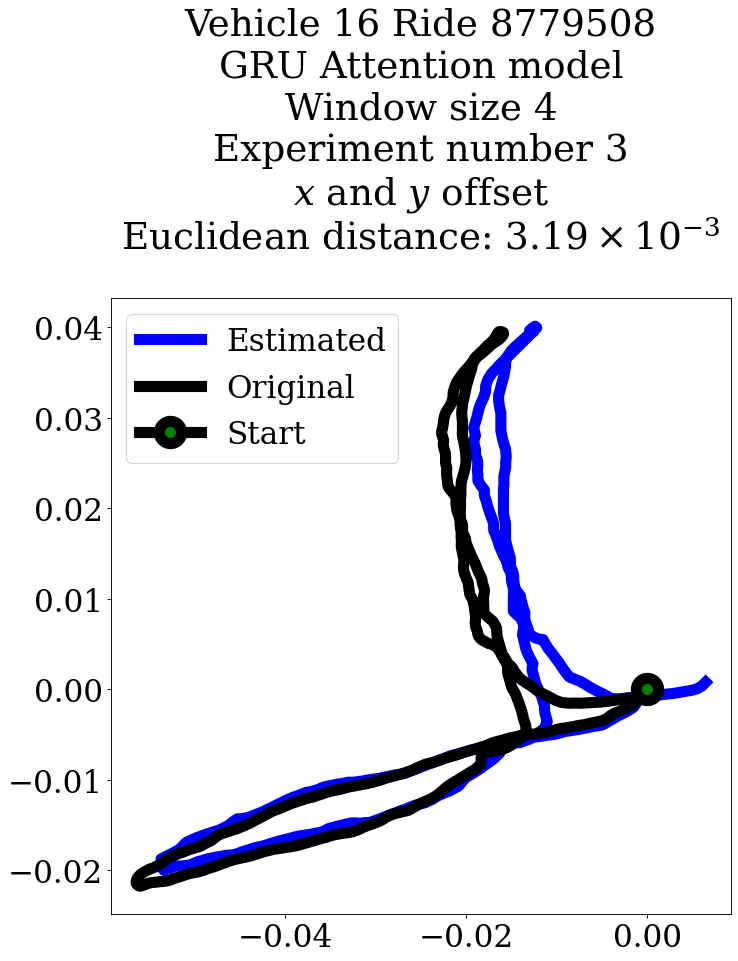 Vehicle 16 Ride 8779508
GRU Attention model
Window size 4
Experiment number 3
x and y offset
Euclidean distance: 3.19 × 10⁻³
Estimated
Original
Start
0.04
0.03
0.02
0.01
0.00
−0.01
−0.02
−0.04
−0.02
0.00